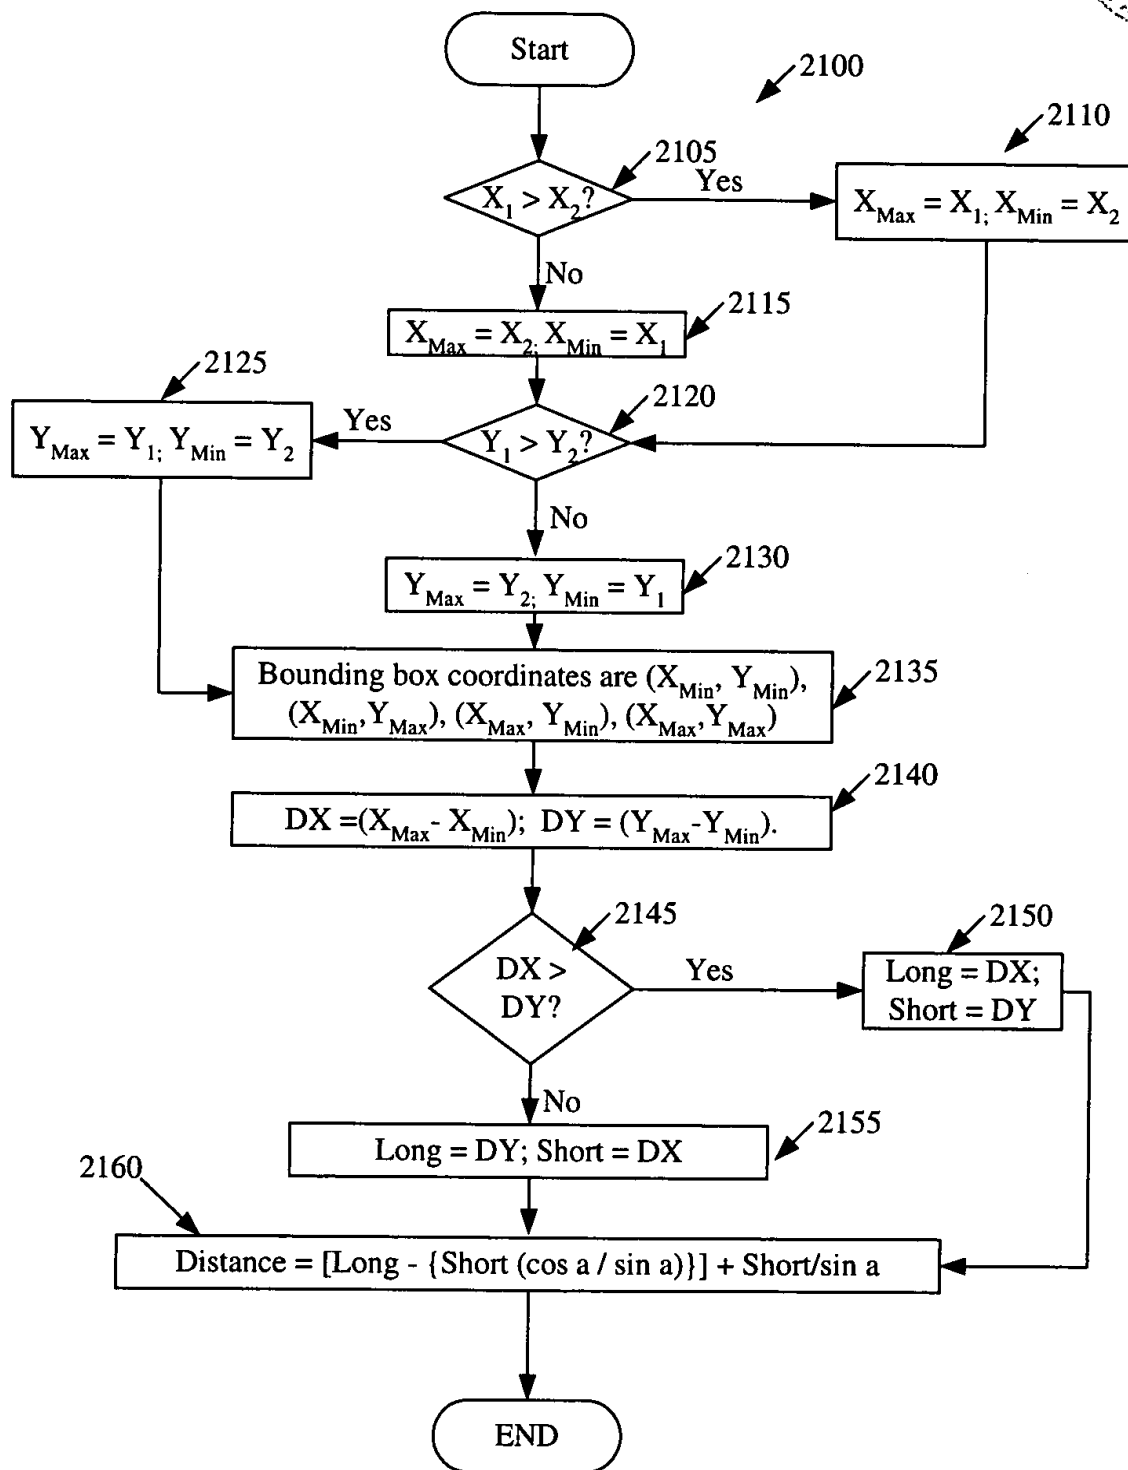 Start
2100
2110
2105
X1 > X2?
Yes
XMax = X1; XMin = X2
No
2115
XMax = X2; XMin = X1
2125
2120
YMax = Y1; YMin = Y2
Yes
Y1 > Y2?
No
2130
YMax = Y2; YMin = Y1
Bounding box coordinates are (XMin, YMin),
(XMin,YMax), (XMax, YMin), (XMax,YMax)
2135
2140
DX =(XMax- XMin); DY = (YMax-YMin).
2145
2150
DX >
DY?
Yes
Long = DX;
Short = DY
No
2155
Long = DY; Short = DX
2160
Distance = [Long - {Short (cos a / sin a)}] + Short/sin a
END